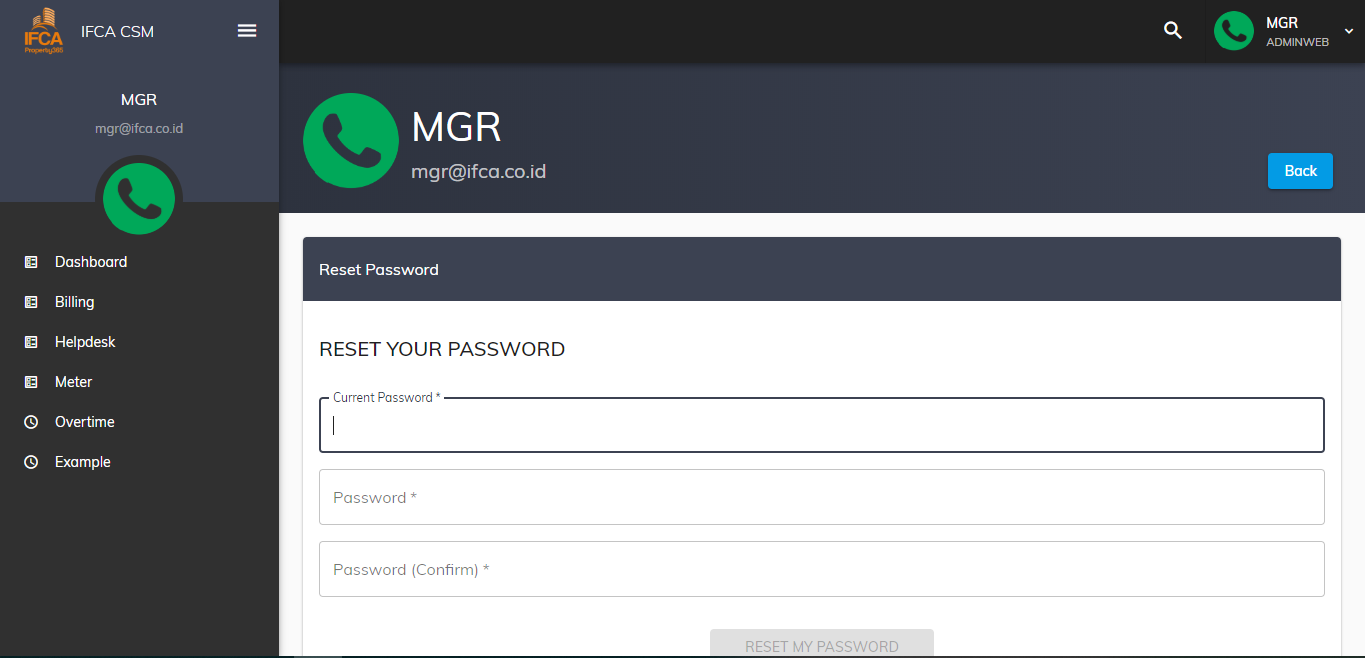 IFCA
Property365
IFCA CSM
MGR
ADMINWEB
MGR
mgr@ifca.co.id
MGR
mgr@ifca.co.id
Back
Dashboard
Billing
Helpdesk
Meter
Overtime
Example
Reset Password
RESET YOUR PASSWORD
Current Password *
Password *
Password (Confirm) *
RESET MY PASSWORD